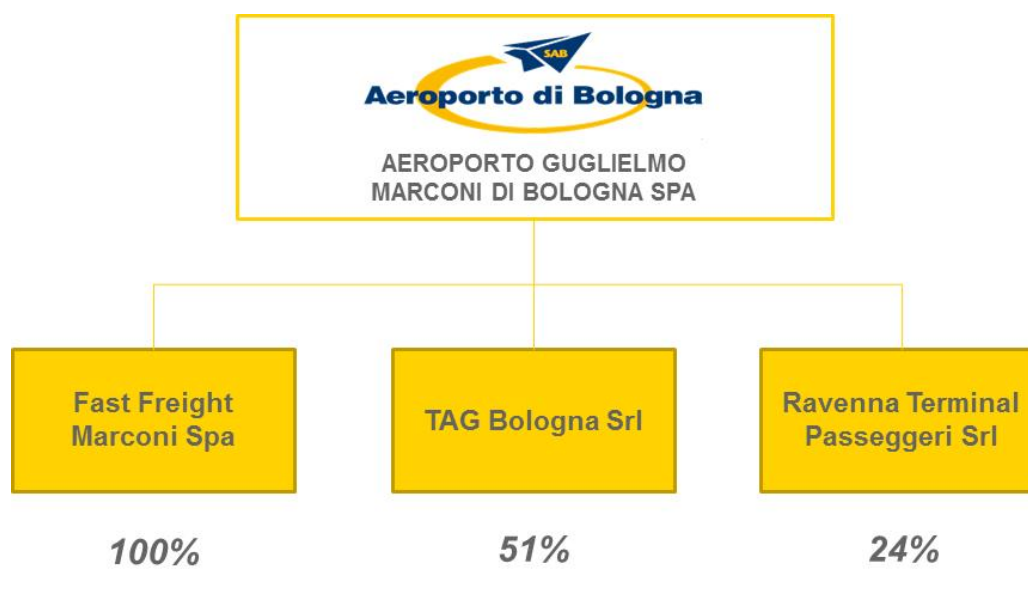 SAB
Aeroporto di Bologna
AEROPORTO GUGLIELMO
MARCONI DI BOLOGNA SPA
Fast Freight
Marconi Spa
TAG Bologna Srl
Ravenna Terminal
Passeggeri Srl
100%
51%
24%